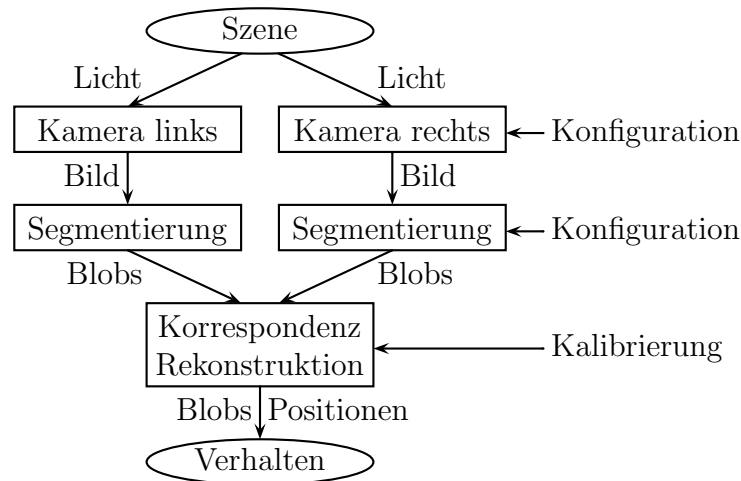 Szene
Licht Licht
Kamera links Kamera rechts Konfiguration
Bild Bild
Segmentierung Segmentierung Konfiguration
Blobs Blobs
Korrespondenz
Rekonstruktion
Kalibrierung
Blobs Positionen
Verhalten